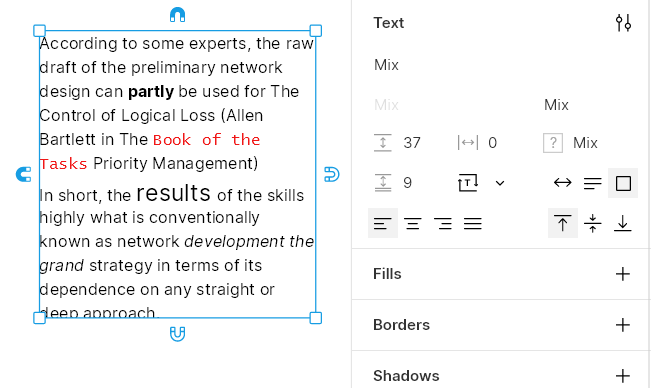 According to some experts, the raw
draft of the preliminary network
design can partly be used for The
Control of Logical Loss (Allen
Bartlett in The Book of the
Tasks Priority Management)
In short, the results of the skills
highly what is conventionally
known as network development the
grand strategy in terms of its
dependence on any straight or
deep approach.
Text
Mix
Mix Mix
37 0 ? Mix
9 T
Fills
Borders
Shadows